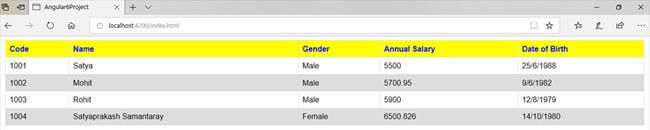 Angular6Project
localhost:4200/index.html
Code Name Gender Annual Salary Date of Birth
1001 Satya Male 5500 25/6/1988
1002 Mohit Male 5700.95 9/6/1982
1003 Rohit Male 5900 12/8/1979
1004 Satyaprakash Samantaray Female 6500.826 14/10/1980